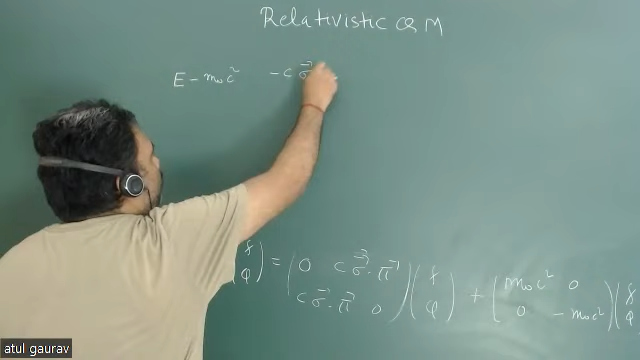 Relativistic QM
E - m₀c² -c σ⃗
(χ φ) = (0 c σ⃗·π⃗ c σ⃗·π⃗ 0)(χ φ) + (m₀c² 0 0 -m₀c²)(χ φ
atul gaurav